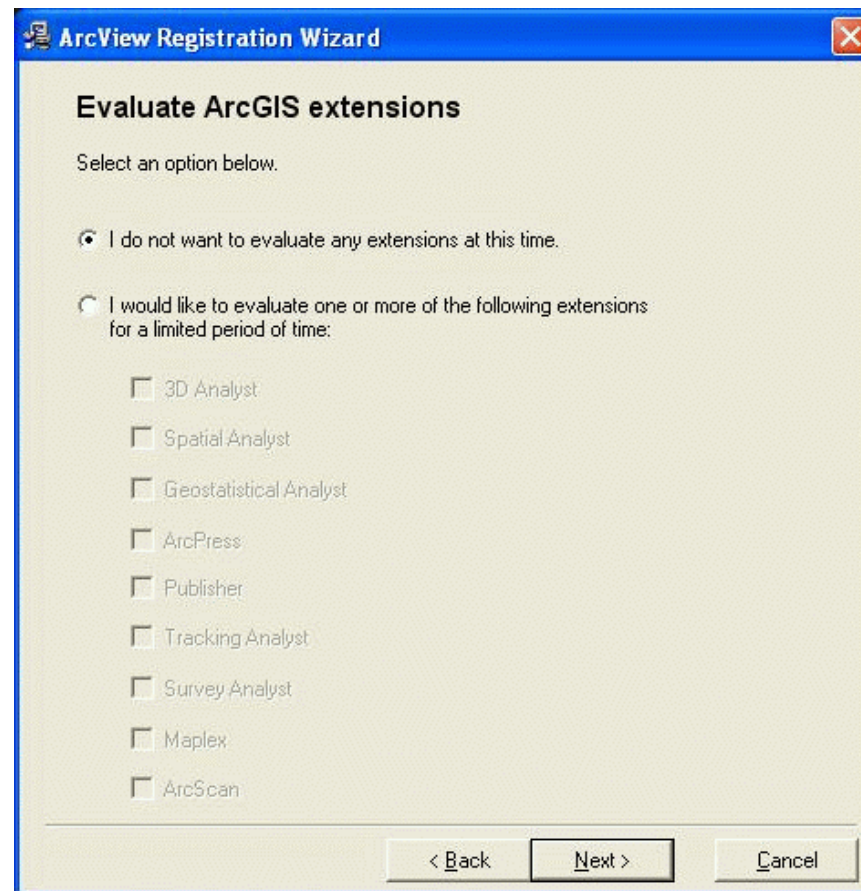 ArcView Registration Wizard
Evaluate ArcGIS extensions
Select an option below.
I do not want to evaluate any extensions at this time.
I would like to evaluate one or more of the following extensions
for a limited period of time:
3D Analyst
Spatial Analyst
Geostatistical Analyst
ArcPress
Publisher
Tracking Analyst
Survey Analyst
Maplex
ArcScan
< Back Next > Cancel